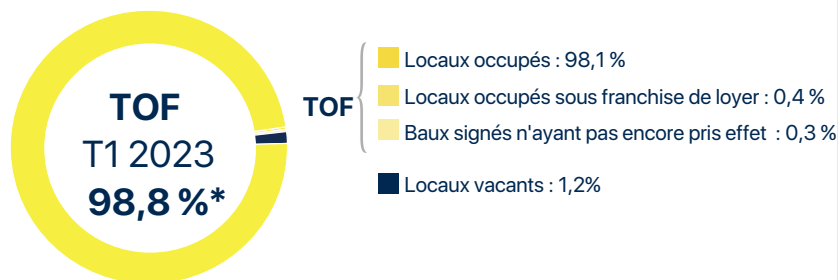 TOF
T1 2023
98,8 %*
TOF
Locaux occupés : 98,1 %
Locaux occupés sous franchise de loyer : 0,4 %
Baux signés n'ayant pas encore pris effet : 0,3 %
Locaux vacants : 1,2%